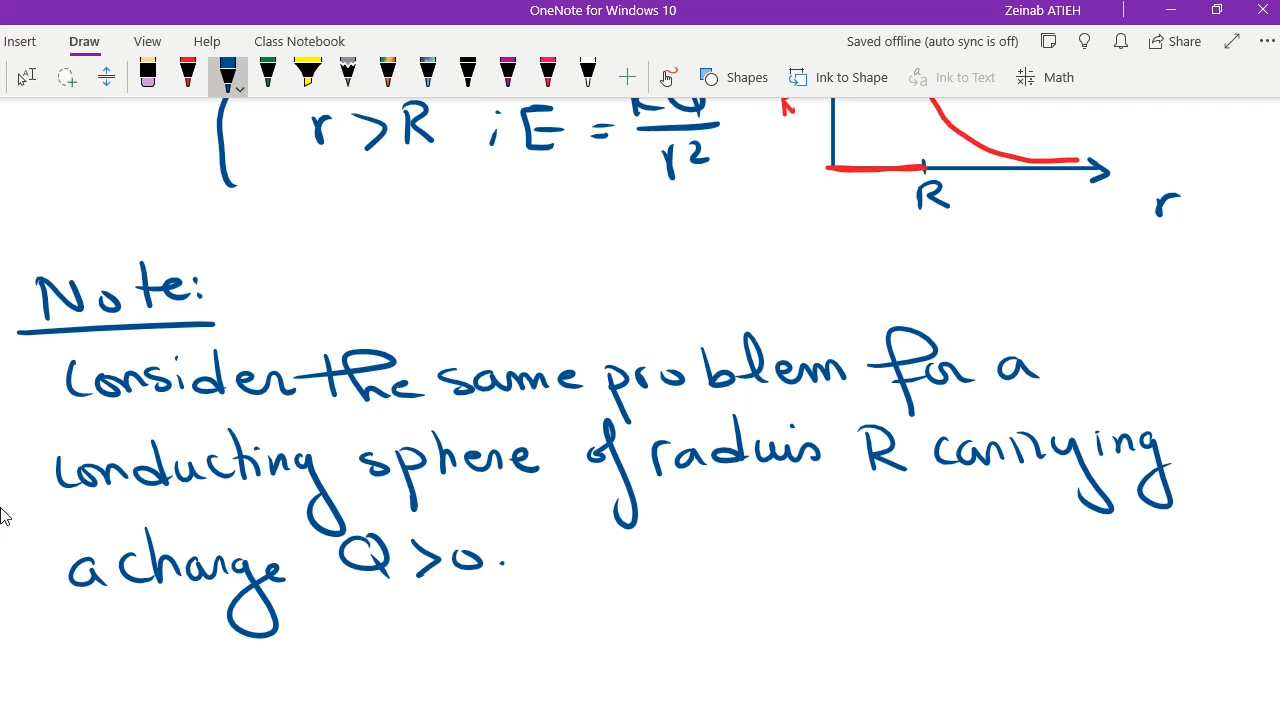 OneNote for Windows 10
Zeinab ATIEH
Insert Draw View Help Class Notebook
Saved offline (auto sync is off)
Share
Shapes
Ink to Shape
Ink to Text
Math
r > R ; E = KQ/r²
R
r
Note:
Consider the same problem for a
conducting sphere of raduis R carrying
a charge Q > 0.